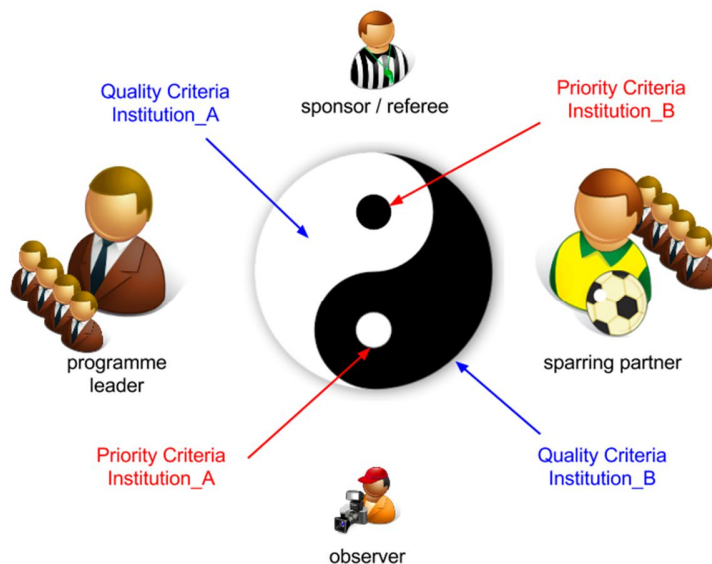 Quality Criteria
Institution_A
sponsor / referee
Priority Criteria
Institution_B
programme
leader
sparring partner
Priority Criteria
Institution_A
Quality Criteria
Institution_B
observer